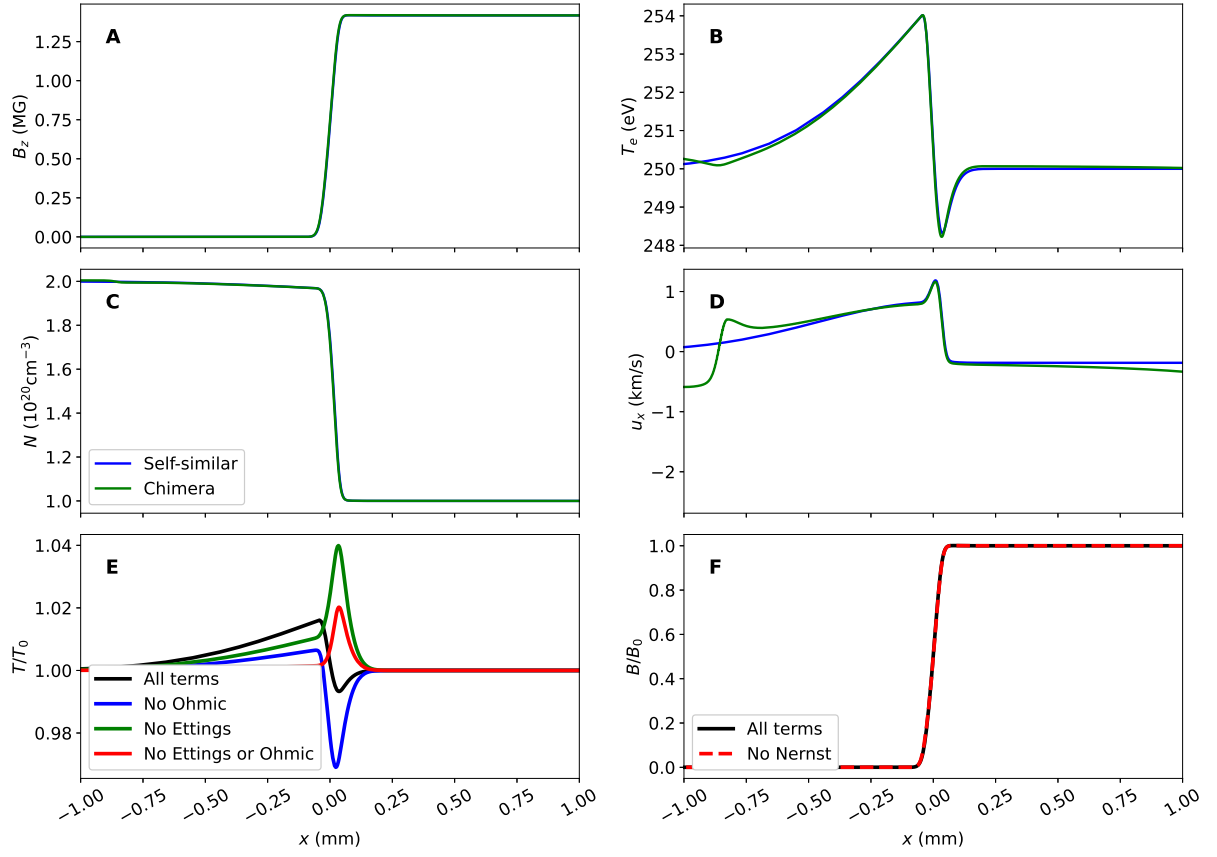 A
B_z (MG)
1.25
1.00
0.75
0.50
0.25
0.00
B
T_e (eV)
254
253
252
251
250
249
248
C
N (10^20cm^−3)
2.0
1.8
1.6
1.4
1.2
1.0
Self-similar
Chimera
D
u_x (km/s)
1
0
−1
−2
E
T/T_0
1.04
1.02
1.00
0.98
All terms
No Ohmic
No Ettings
No Ettings or Ohmic
−1.00 −0.75 −0.50 −0.25 0.00 0.25 0.50 0.75 1.00
x (mm)
F
B/B_0
1.0
0.8
0.6
0.4
0.2
0.0
All terms
No Nernst
−1.00 −0.75 −0.50 −0.25 0.00 0.25 0.50 0.75 1.00
x (mm)